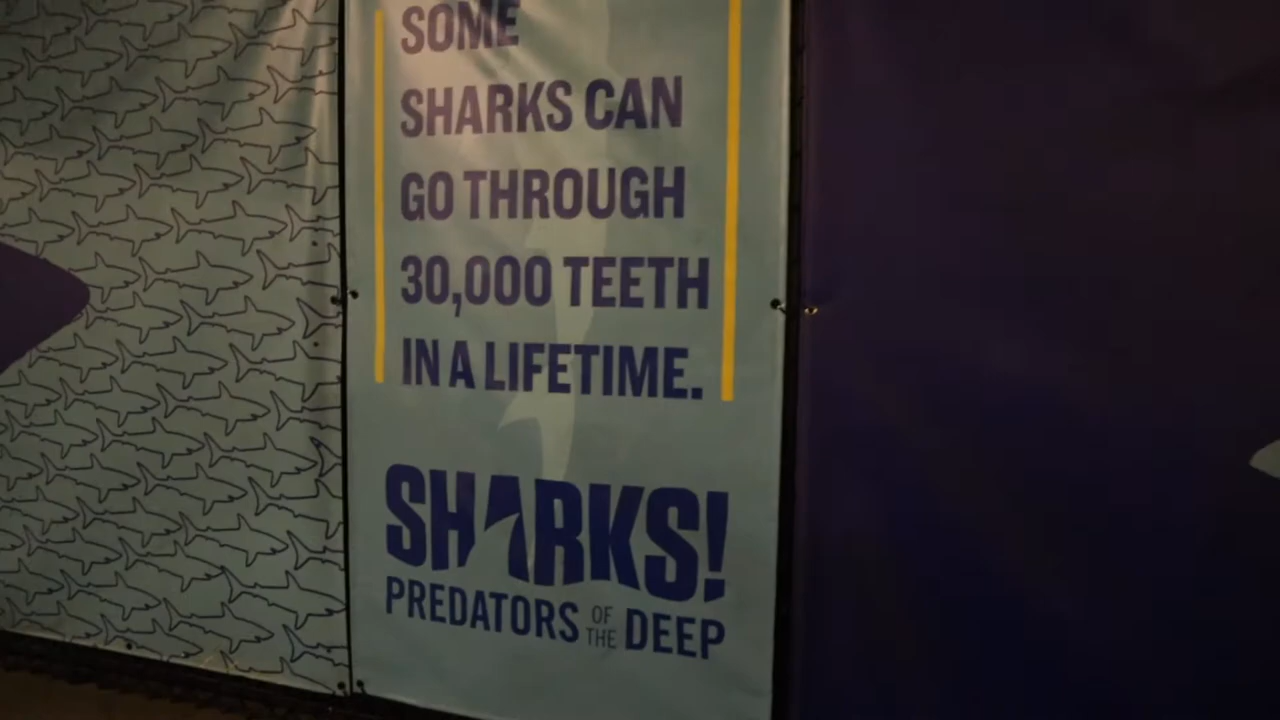 SOME
SHARKS CAN
GO THROUGH
30,000 TEETH
IN A LIFETIME.
SHARKS!
PREDATORS OF THE DEEP